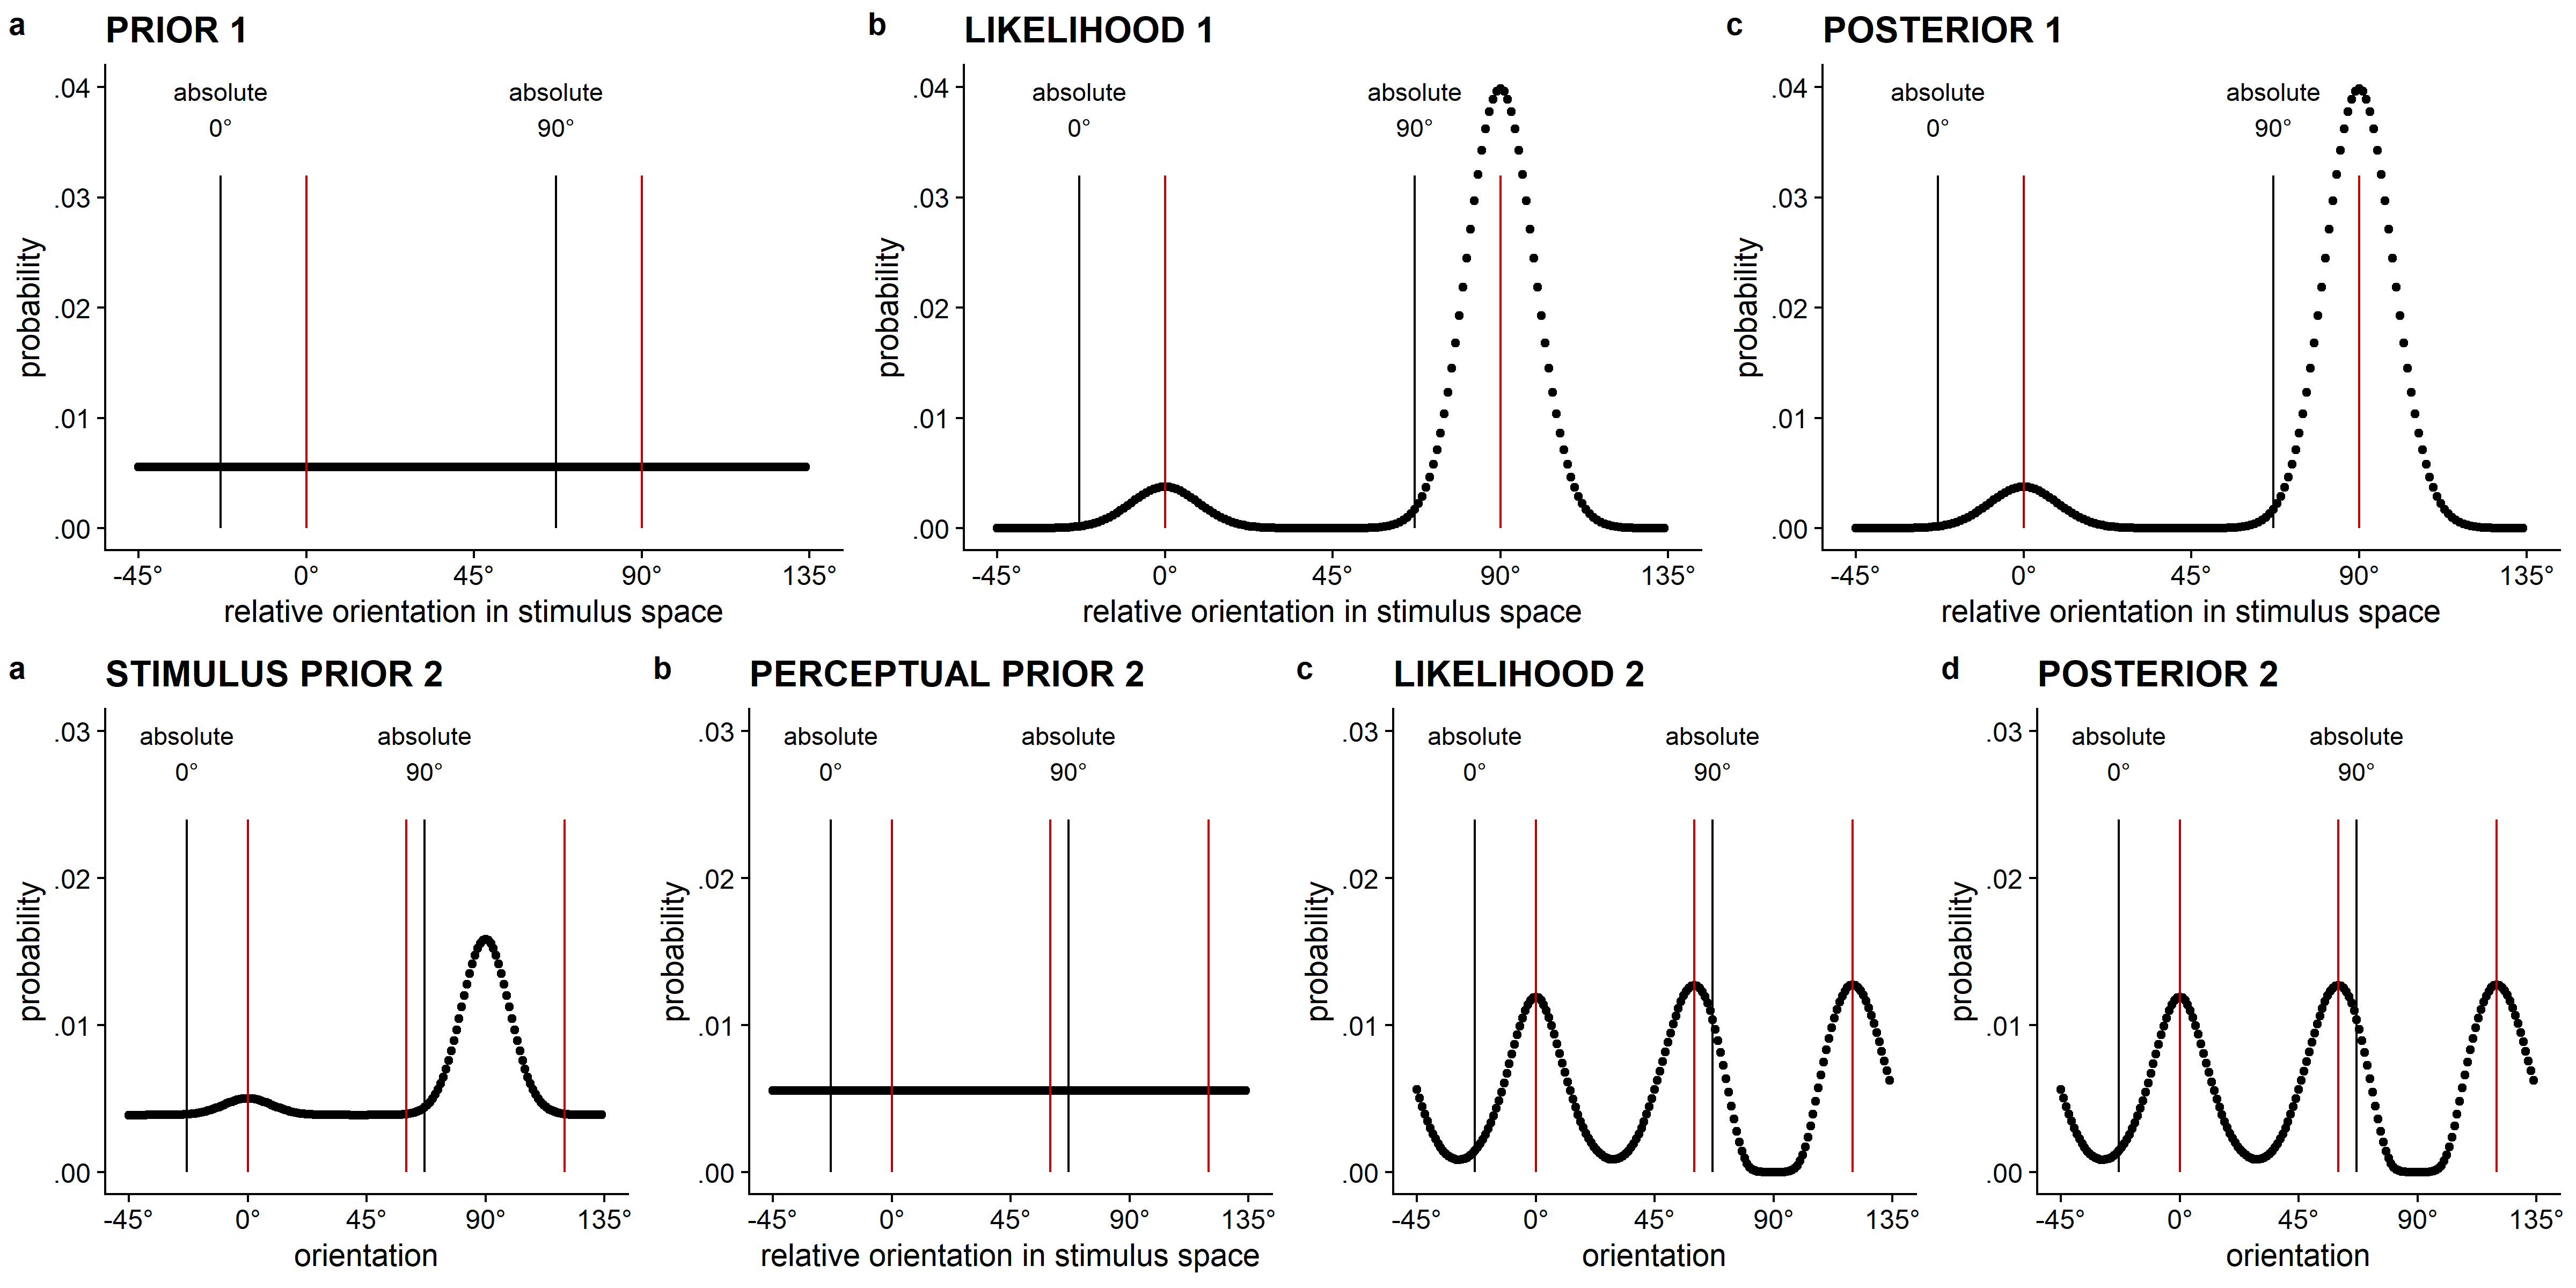 a PRIOR 1
absolute absolute
0° 90°
.04
.03
.02
.01
.00
probability
-45° 0° 45° 90° 135°
relative orientation in stimulus space
b LIKELIHOOD 1
absolute absolute
0° 90°
.04
.03
.02
.01
.00
probability
-45° 0° 45° 90° 135°
relative orientation in stimulus space
c POSTERIOR 1
absolute absolute
0° 90°
.04
.03
.02
.01
.00
probability
-45° 0° 45° 90° 135°
relative orientation in stimulus space
a STIMULUS PRIOR 2
absolute absolute
0° 90°
.03
.02
.01
.00
probability
-45° 0° 45° 90° 135°
orientation
b PERCEPTUAL PRIOR 2
absolute absolute
0° 90°
.03
.02
.01
.00
probability
-45° 0° 45° 90° 135°
relative orientation in stimulus space
c LIKELIHOOD 2
absolute absolute
0° 90°
.03
.02
.01
.00
probability
-45° 0° 45° 90° 135°
orientation
d POSTERIOR 2
absolute absolute
0° 90°
.03
.02
.01
.00
probability
-45° 0° 45° 90° 135°
orientation